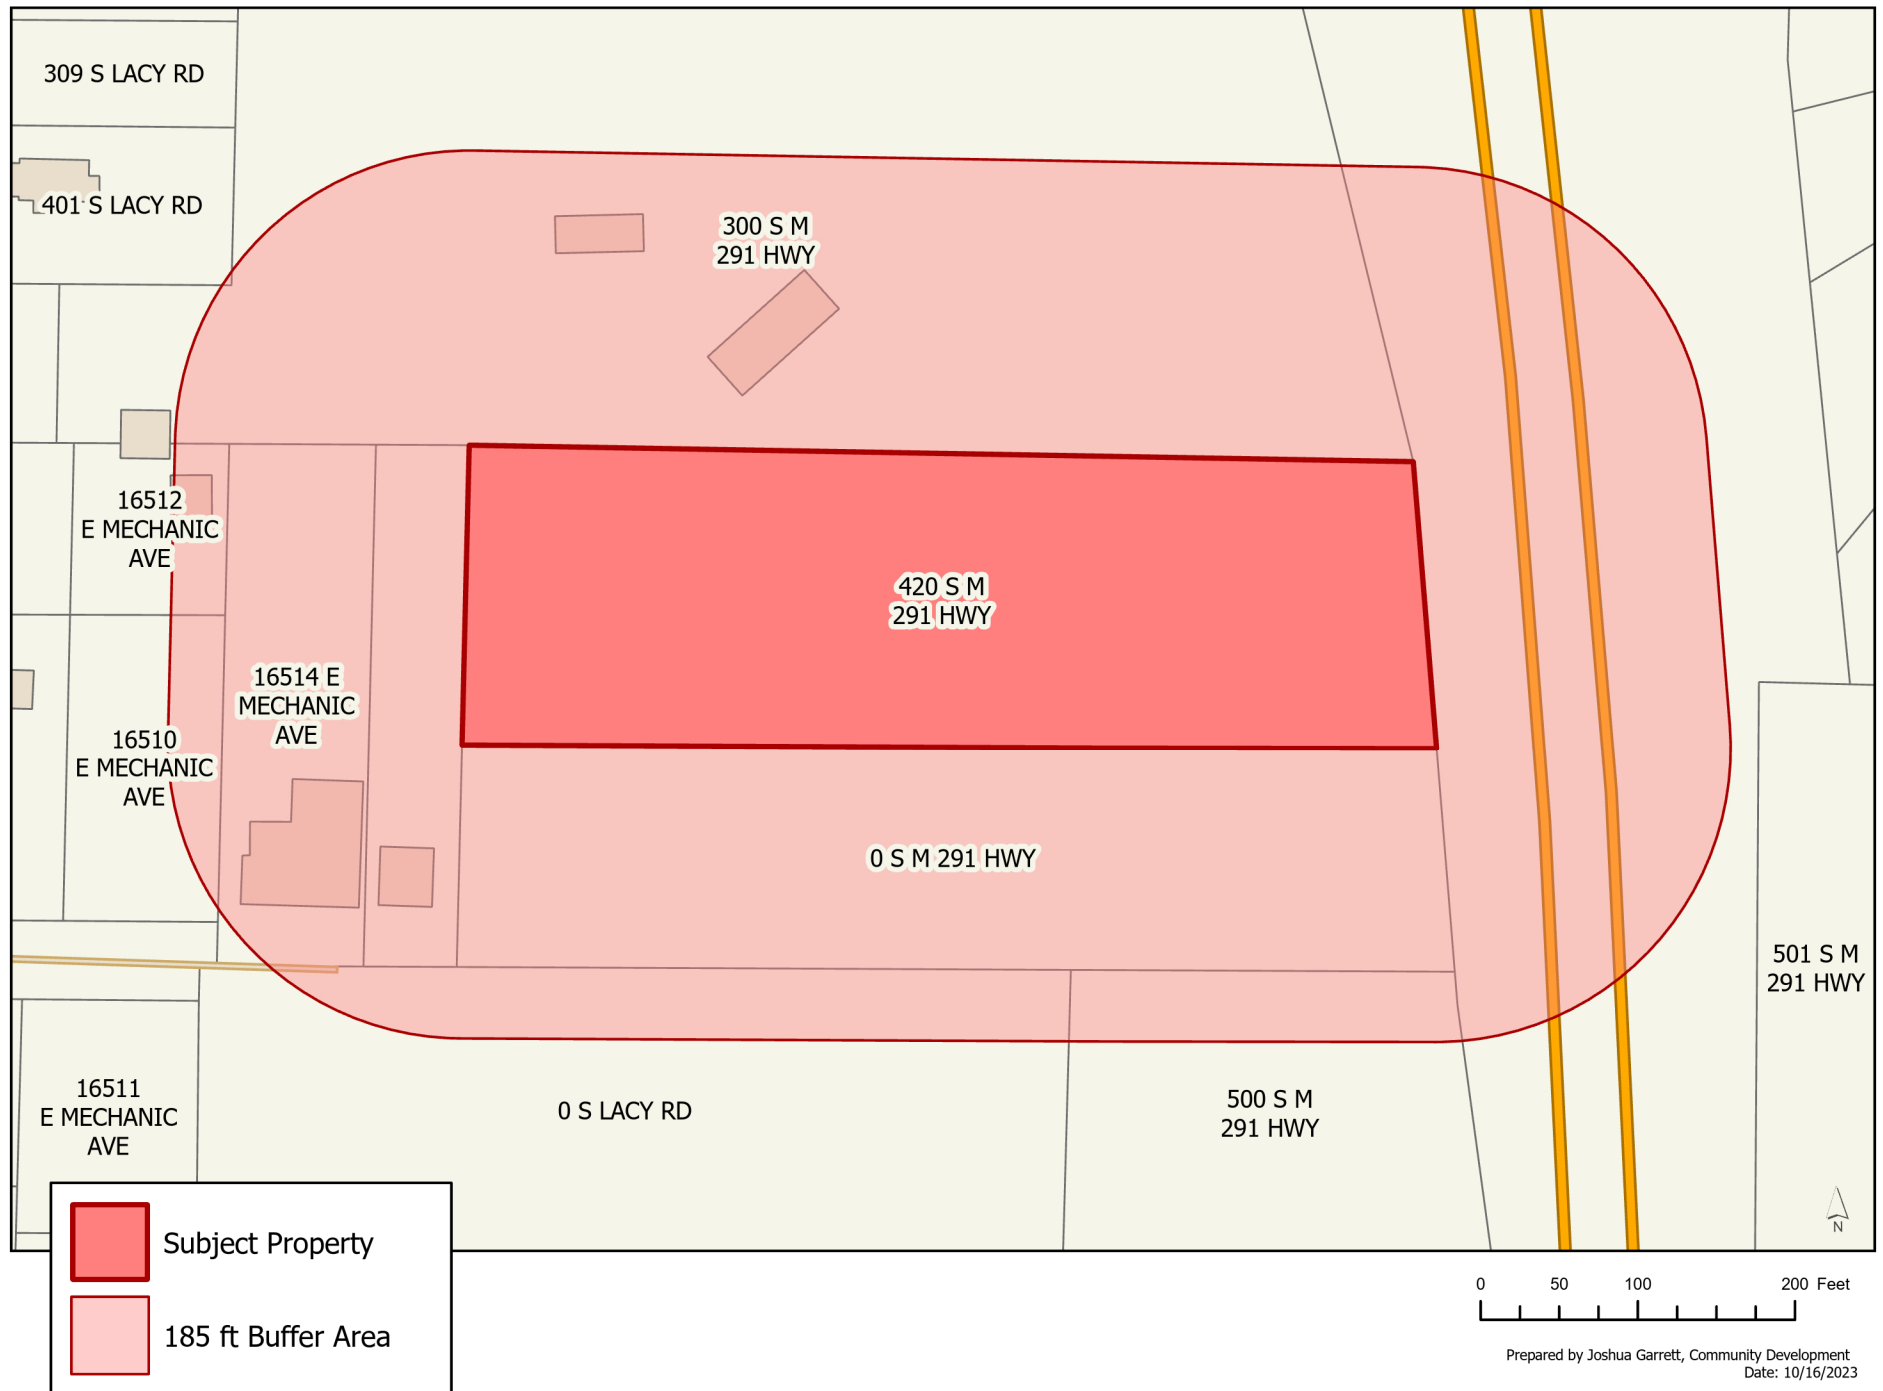 309 S LACY RD
401 S LACY RD
300 S M
291 HWY
16512
E MECHANIC
AVE
420 S M
291 HWY
16514 E
MECHANIC
AVE
16510
E MECHANIC
AVE
0 S M 291 HWY
501 S M
291 HWY
16511
E MECHANIC
AVE
0 S LACY RD
500 S M
291 HWY
N
Subject Property
185 ft Buffer Area
0 50 100 200 Feet
Prepared by Joshua Garrett, Community Development
Date: 10/16/2023